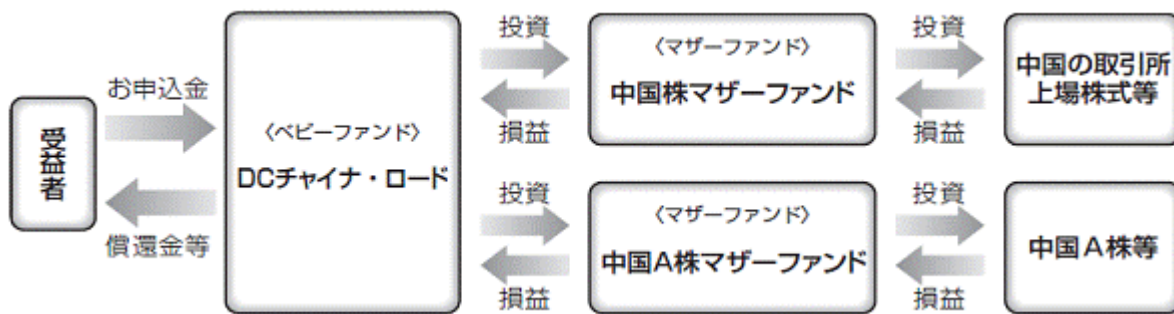 受益者
お申込金
償還金等
〈ベビーファンド〉
DCチャイナ・ロード
投資
損益
〈マザーファンド〉
中国株マザーファンド
投資
損益
中国の取引所
上場株式等
投資
損益
〈マザーファンド〉
中国A株マザーファンド
投資
損益
中国A株等